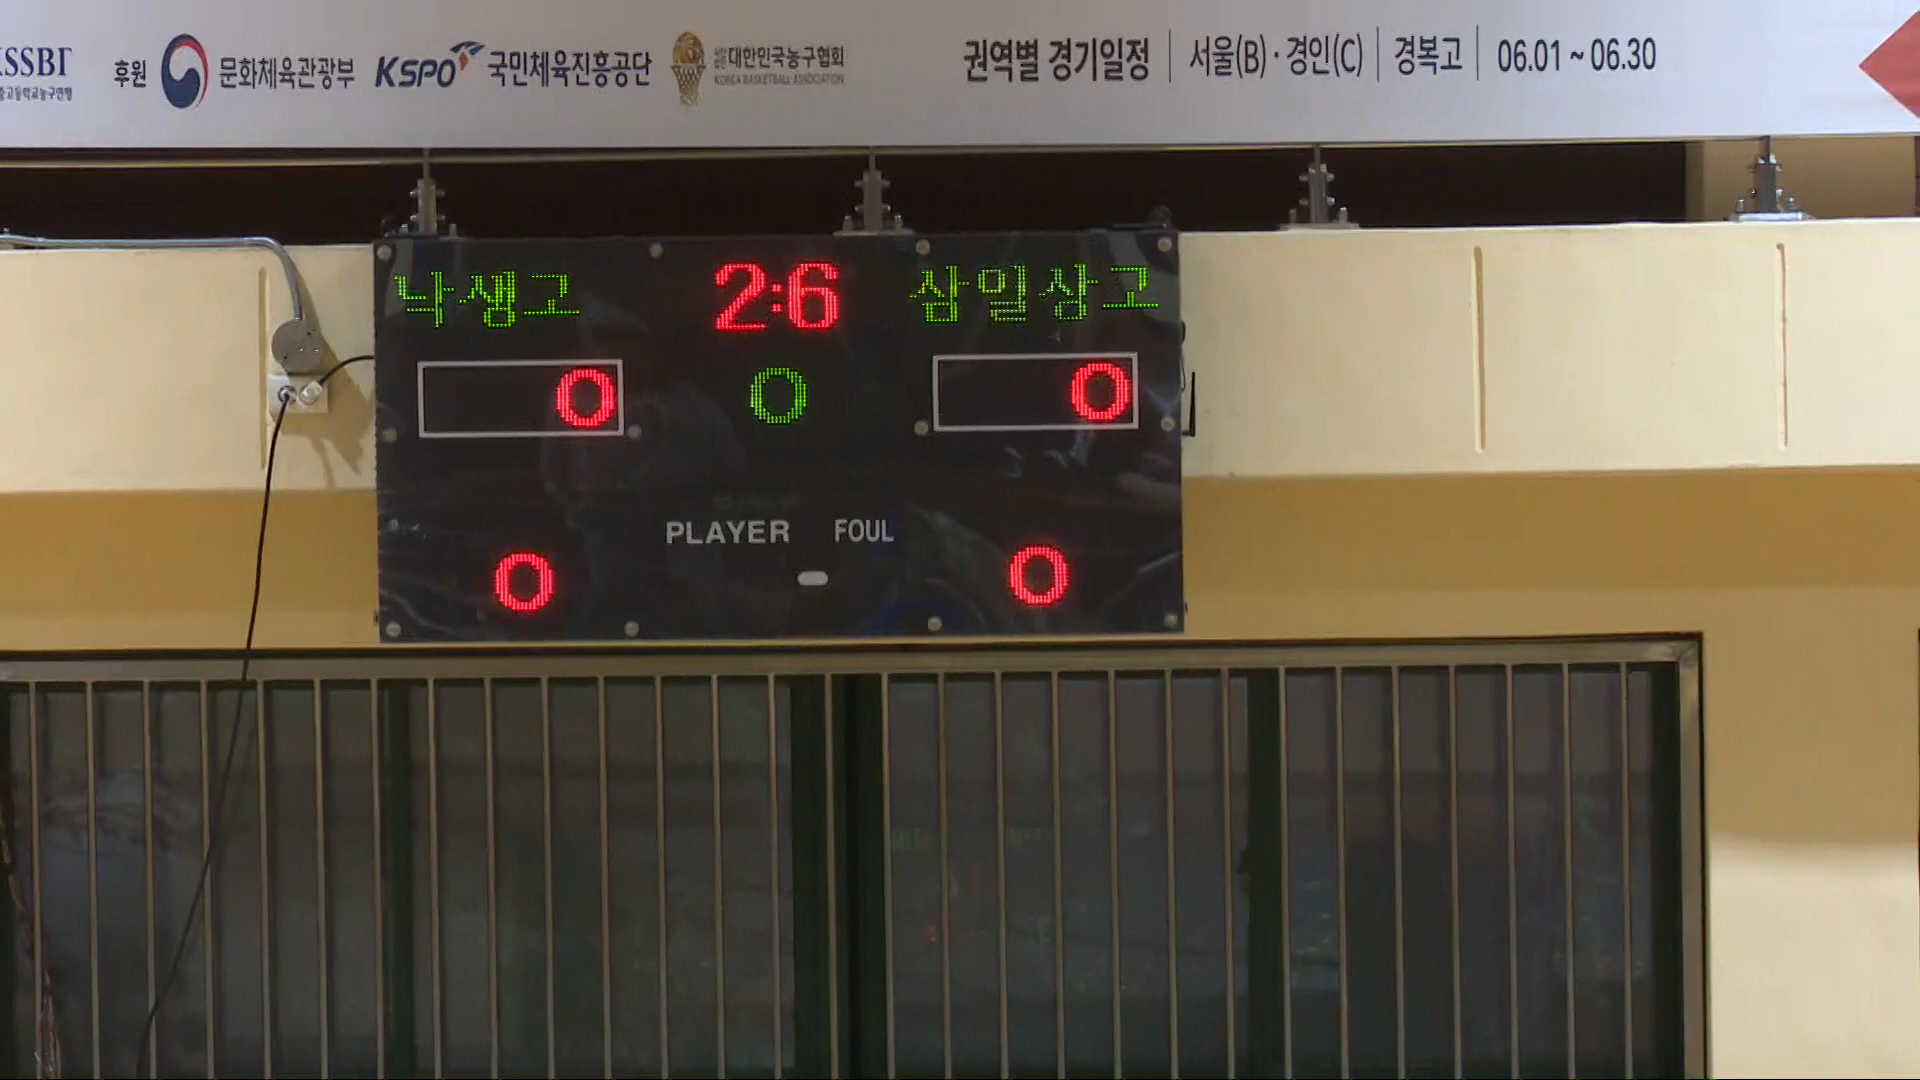 후원 문화체육관광부 KSPO 국민체육진흥공단 대한민국농구협회 권역별 경기일정 서울(B)·경인(C) 경복고 06.01 ~ 06.30
KOREA BASKETBALL ASSOCIATION
낙생고 2:6 삼일상고
0 0 0
PLAYER FOUL
0 0